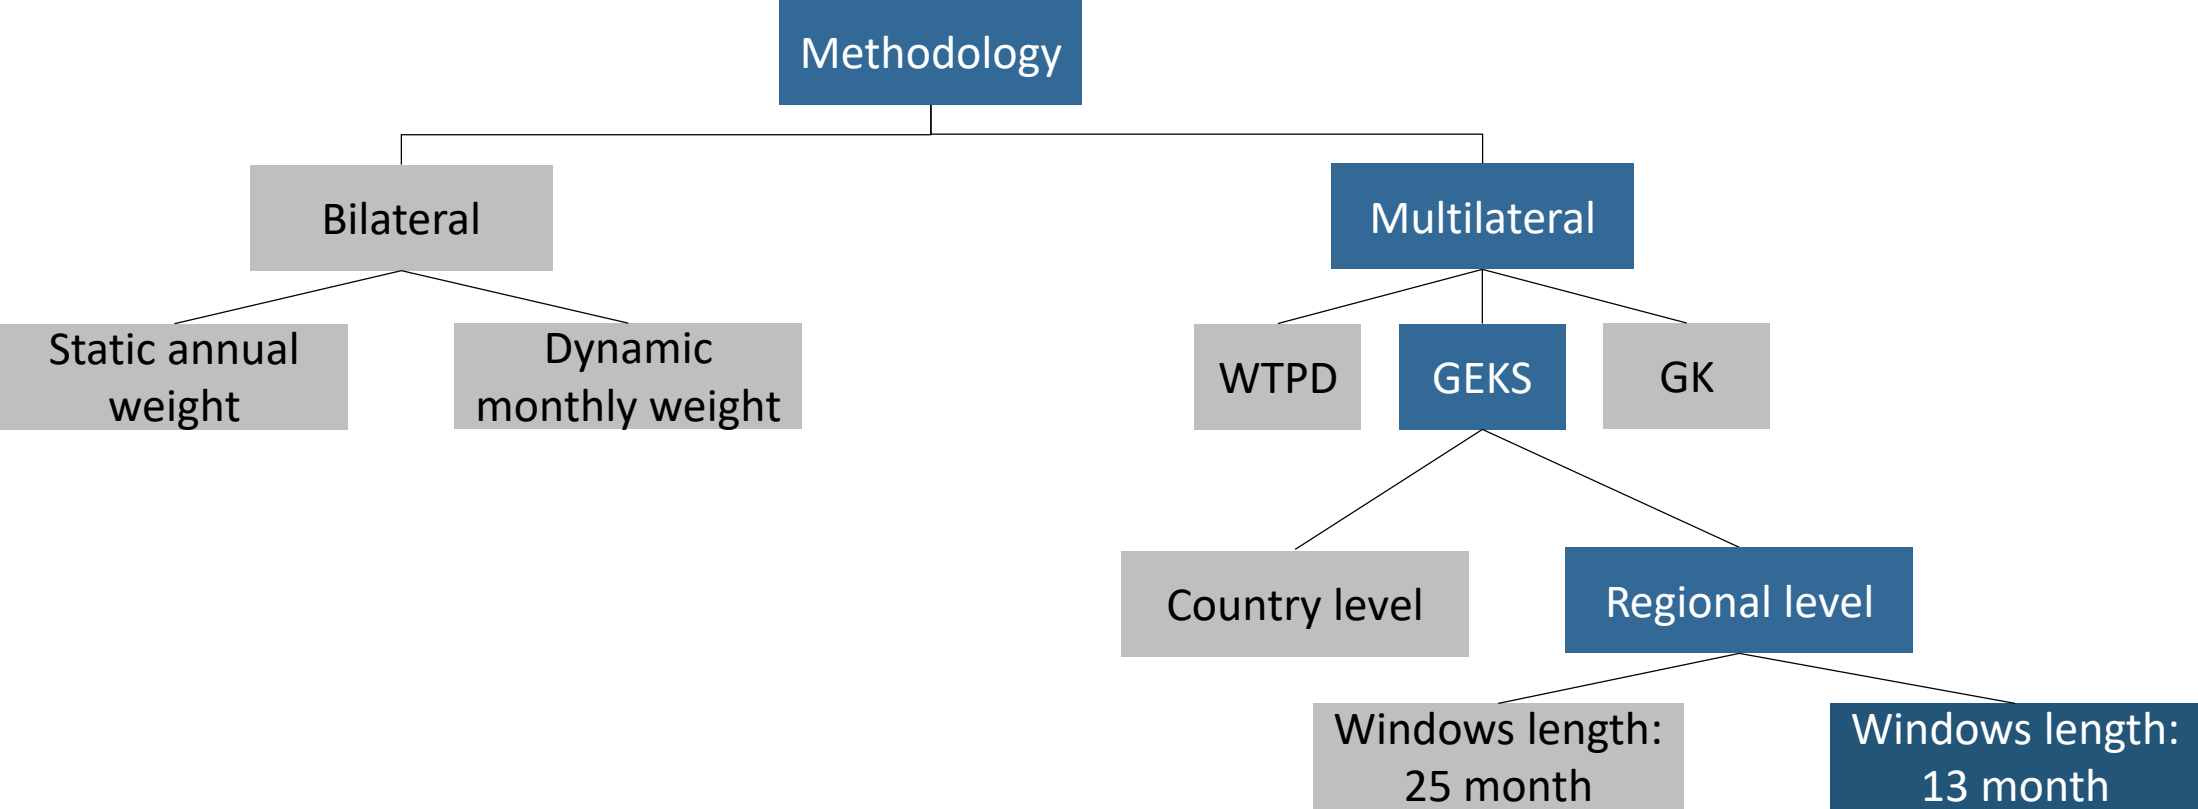 Methodology
Bilateral
Multilateral
Static annual
weight
Dynamic
monthly weight
WTPD
GEKS
GK
Country level
Regional level
Windows length:
25 month
Windows length:
13 month